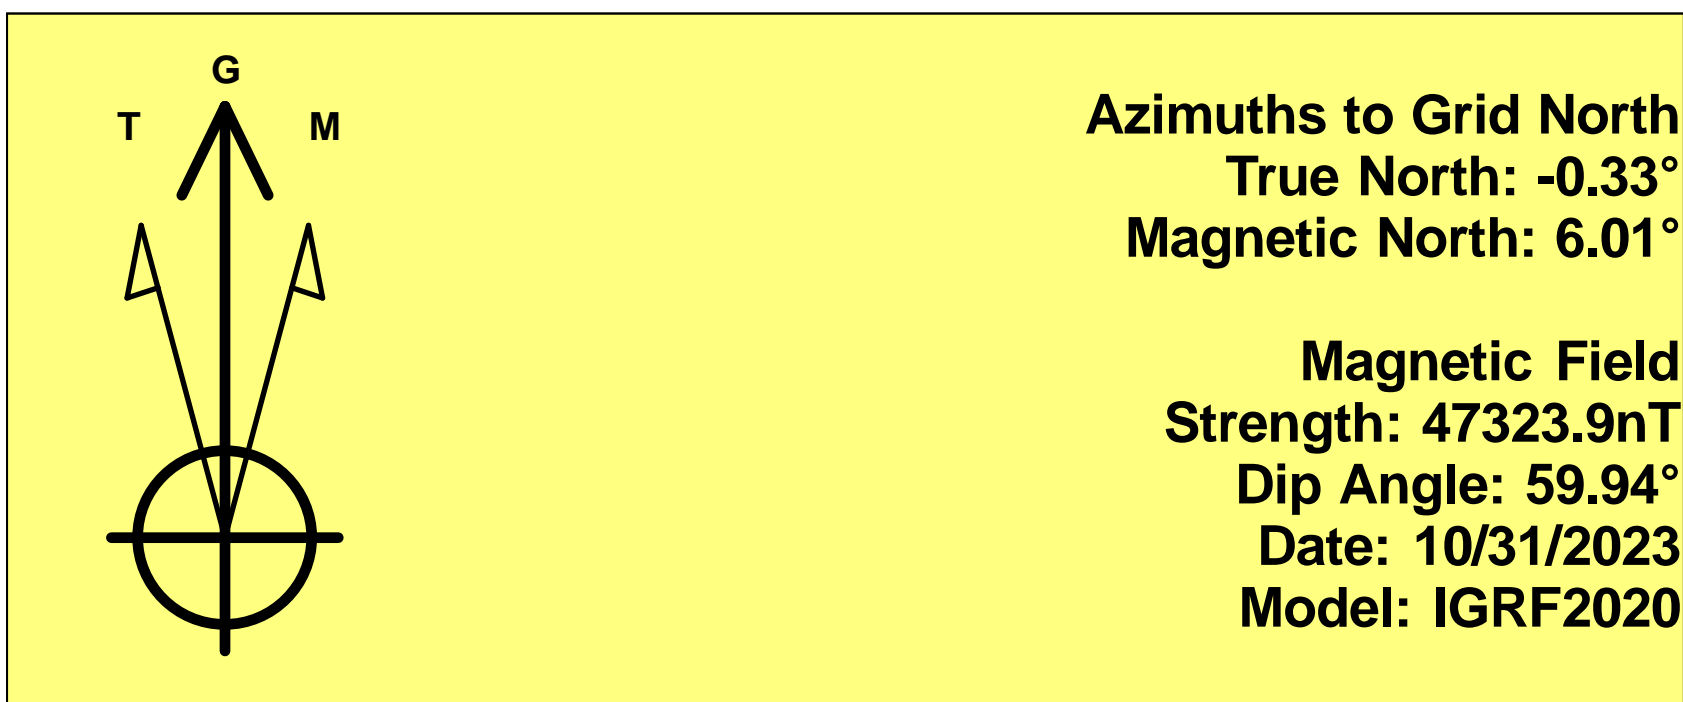 G
T
M
Azimuths to Grid North
True North: -0.33°
Magnetic North: 6.01°
Magnetic Field
Strength: 47323.9nT
Dip Angle: 59.94°
Date: 10/31/2023
Model: IGRF2020